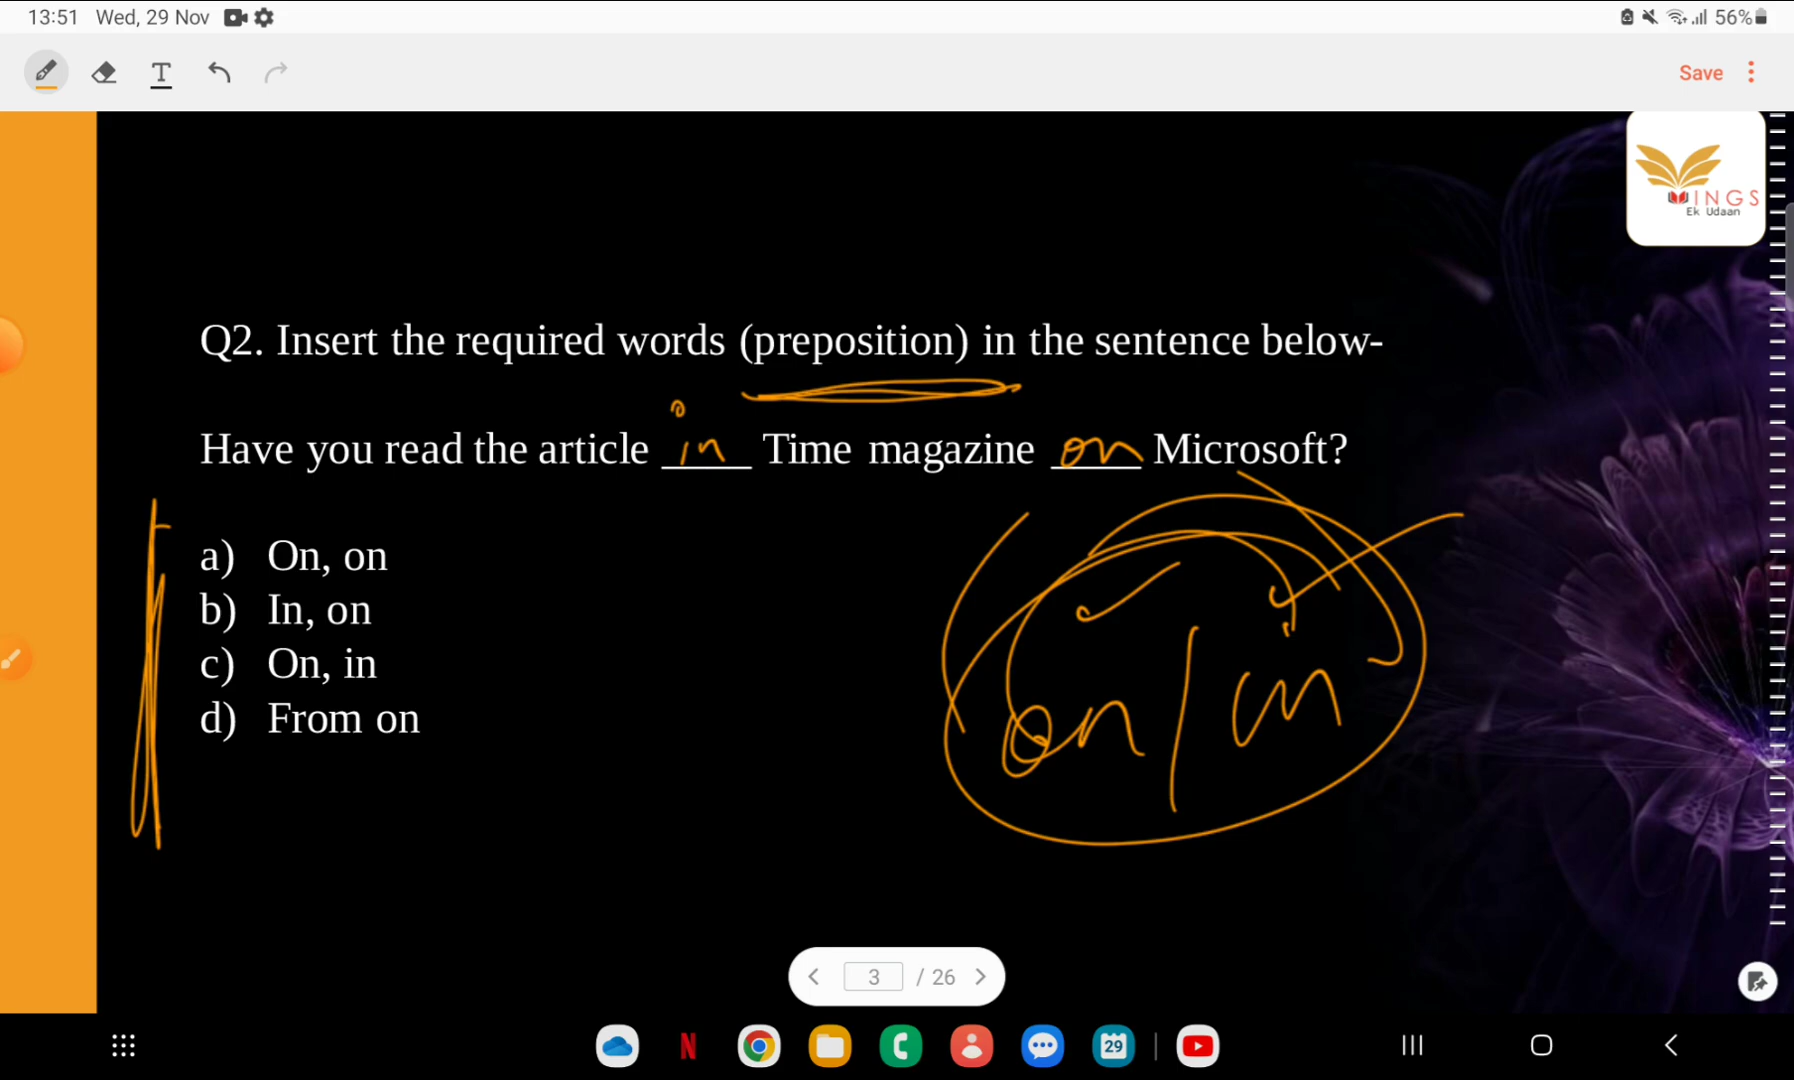 13:51 Wed, 29 Nov 56%
T Save
WINGS
Ek Udaan
Q2. Insert the required words (preposition) in the sentence below-
Have you read the article in Time magazine on Microsoft?
a) On, on
b) In, on
c) On, in
d) From on
on/in
3 / 26
N 29